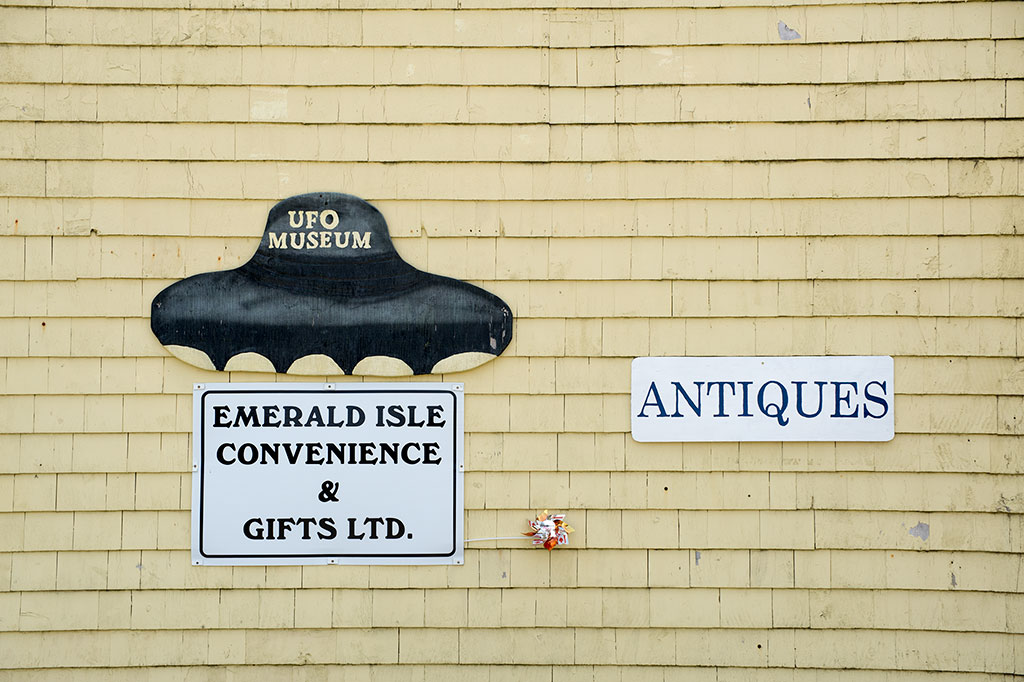 UFO
MUSEUM
EMERALD ISLE
CONVENIENCE
&
GIFTS LTD.
ANTIQUES